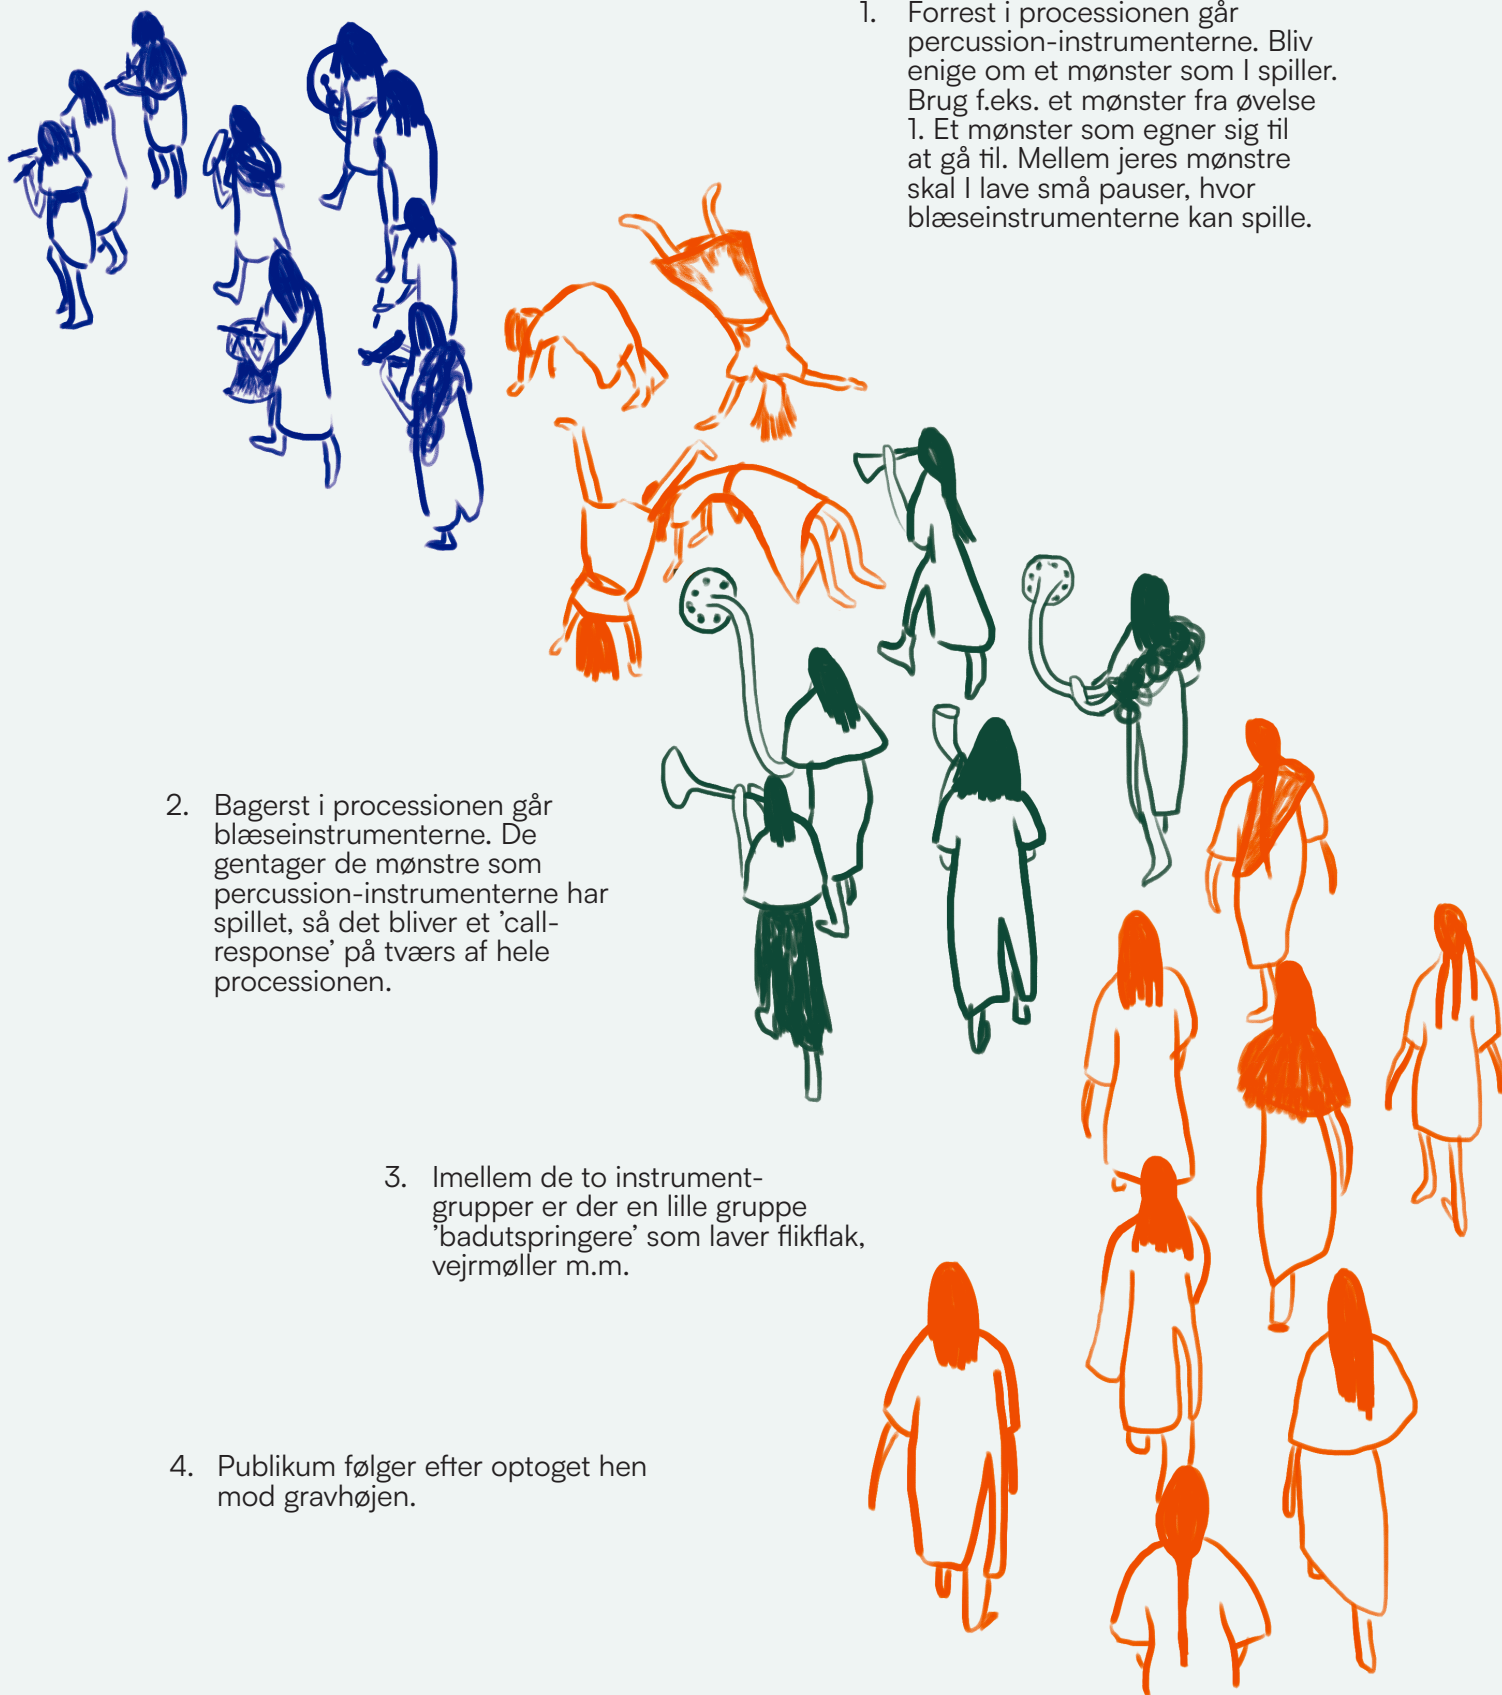 1. Forrest i processionen går
percussion-instrumenterne. Bliv
enige om et mønster som I spiller.
Brug f.eks. et mønster fra øvelse
1. Et mønster som egner sig til
at gå til. Mellem jeres mønstre
skal I lave små pauser, hvor
blæseinstrumenterne kan spille.
2. Bagerst i processionen går
blæseinstrumenterne. De
gentager de mønstre som
percussion-instrumenterne har
spillet, så det bliver et ’call-
response’ på tværs af hele
processionen.
3. Imellem de to instrument-
grupper er der en lille gruppe
’badutspringere’ som laver flikflak,
vejrmøller m.m.
4. Publikum følger efter optoget hen
mod gravhøjen.